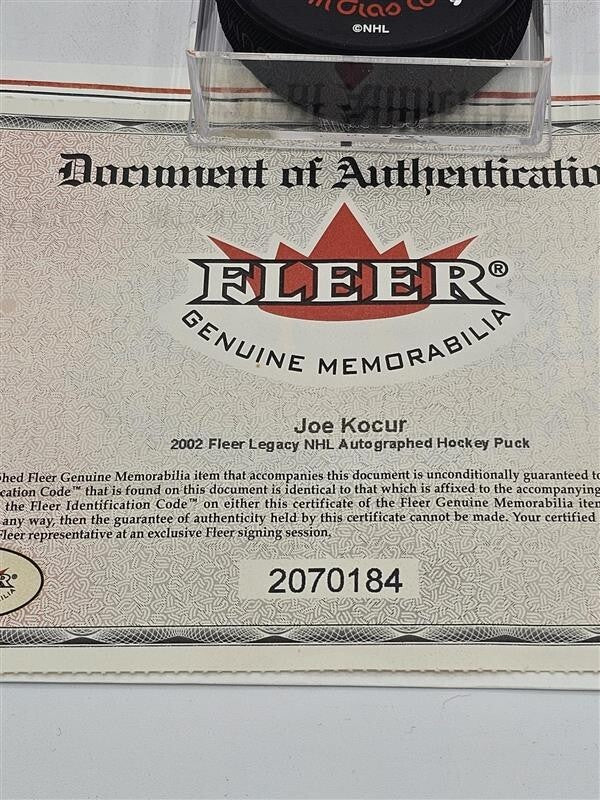 in Glas Co
©NHL
Document of Authenticatio
FLEER®
GENUINE MEMORABILIA
Joe Kocur
2002 Fleer Legacy NHL Autographed Hockey Puck
hed Fleer Genuine Memorabilia item that accompanies this document is unconditionally guaranteed to
cation Code™ that is found on this document is identical to that which is affixed to the accompanying
the Fleer Identification Code™ on either this certificate of the Fleer Genuine Memorabilia item
any way, then the guarantee of authenticity held by this certificate cannot be made. Your certified
Fleer representative at an exclusive Fleer signing session.
2070184